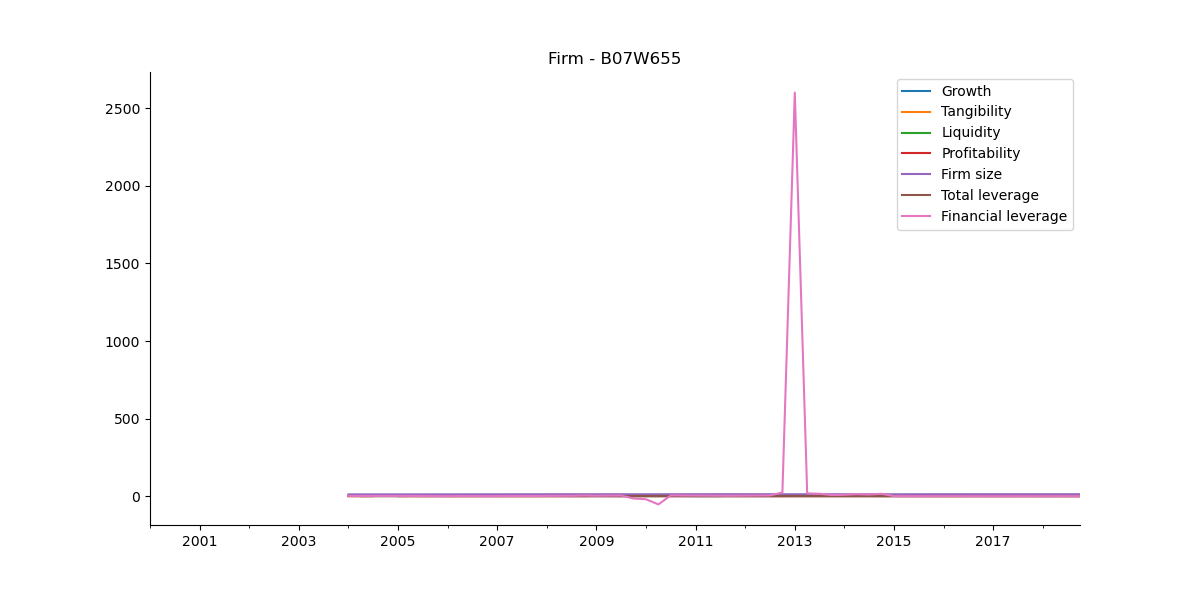 Firm - B07W655
Growth
Tangibility
Liquidity
Profitability
Firm size
Total leverage
Financial leverage
2500
2000
1500
1000
500
0
2001 2003 2005 2007 2009 2011 2013 2015 2017